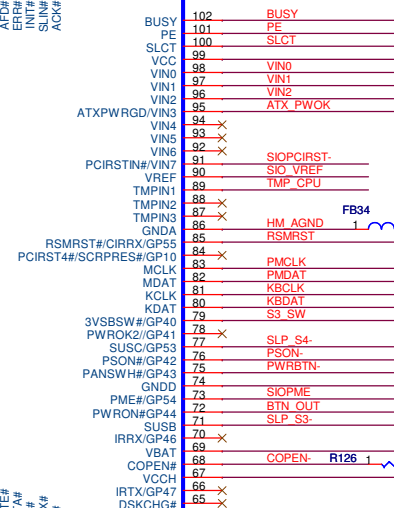 AFD#
ERR#
INIT#
SLIN#
ACK#
BUSY 102 BUSY
PE 101 PE
SLCT 100 SLCT
VCC 99
VIN0 98 VIN0
VIN1 97 VIN1
VIN2 96 VIN2
ATXPWRGD/VIN3 95 ATX_PWOK
VIN4 94
VIN5 93
VIN6 92
PCIRSTIN#/VIN7 91 SIOPCIRST-
VREF 90 SIO_VREF
TMPIN1 89 TMP_CPU
TMPIN2 88
TMPIN3 87
FB34
GNDA 86 HM_AGND 1
RSMRST#/CIRRX/GP55 85 RSMRST
PCIRST4#/SCRPRES#/GP10 84
MCLK 83 PMCLK
MDAT 82 PMDAT
KCLK 81 KBCLK
KDAT 80 KBDAT
3VSBSW#/GP40 79 S3_SW
PWROK2//GP41 78
SUSC/GP53 77 SLP_S4-
PSON#/GP42 76 PSON-
PANSWH#/GP43 75 PWRBTN-
GNDD 74
PME#/GP54 73 SIOPME
PWRON#GP44 72 BTN_OUT
SUSB 71 SLP_S3-
IRRX/GP46 70
VBAT 69
COPEN# 68 COPEN- R126 1
VCCH 67
IRTX/GP47 66
DSKCHG# 65